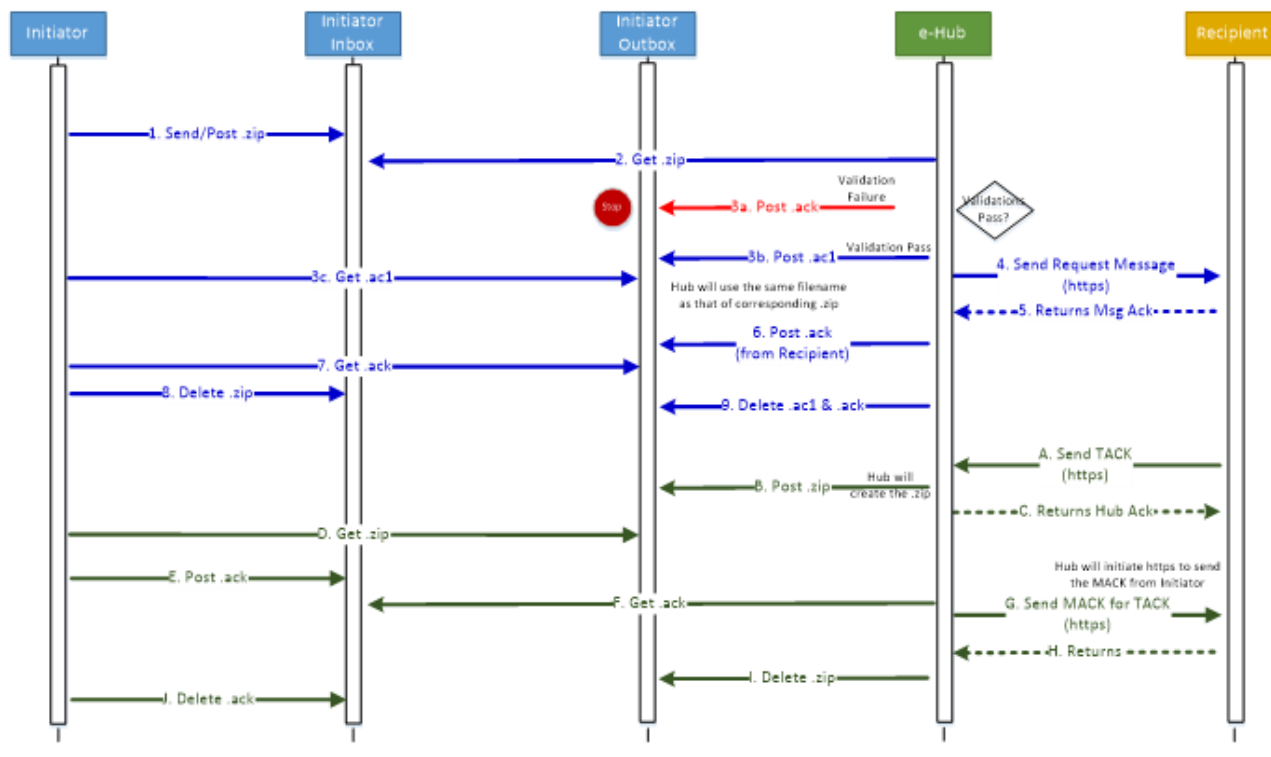 Initiator
Initiator
Inbox
Initiator
Outbox
e-Hub
Recipient
1. Send/Post .zip
2. Get .zip
Validation
Failure
Stop
3a. Post .ack
Validations
Pass?
Validation Pass
3b. Post .ac1
3c. Get .ac1
4. Send Request Message
(https)
Hub will use the same filename
as that of corresponding .zip
5. Returns Msg Ack
6. Post .ack
(from Recipient)
7. Get .ack
8. Delete .zip
9. Delete .ac1 & .ack
A. Send TACK
(https)
B. Post .zip
Hub will
create the .zip
C. Returns Hub Ack
D. Get .zip
E. Post .ack
Hub will initiate https to send
the MACK from Initiator
F. Get .ack
G. Send MACK for TACK
(https)
H. Returns
I. Delete .zip
J. Delete .ack